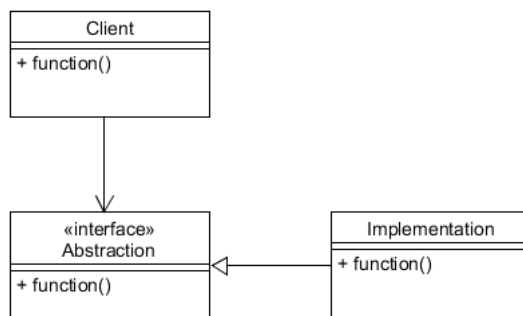 Client
+ function()
«interface»
Abstraction
+ function()
Implementation
+ function()